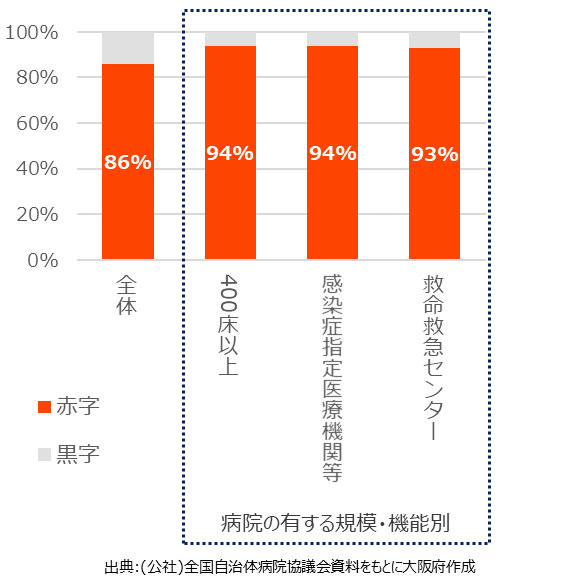 100%
80%
60%
40%
20%
0%
86%
94%
94%
93%
全体
400床以上
感染症指定医療機関等
救命救急センター
赤字
黒字
病院の有する規模・機能別
出典:(公社)全国自治体病院協議会資料をもとに大阪府作成